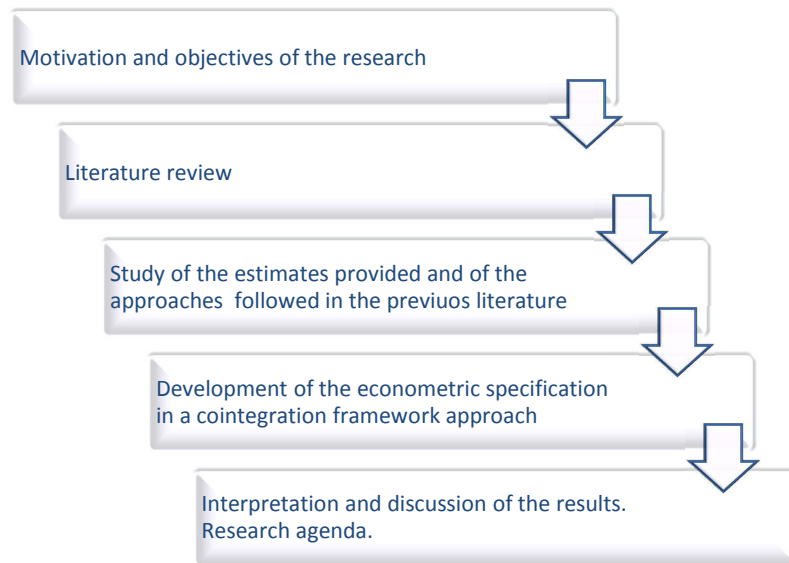 Motivation and objectives of the research
Literature review
Study of the estimates provided and of the
approaches followed in the previuos literature
Development of the econometric specification
in a cointegration framework approach
Interpretation and discussion of the results.
Research agenda.